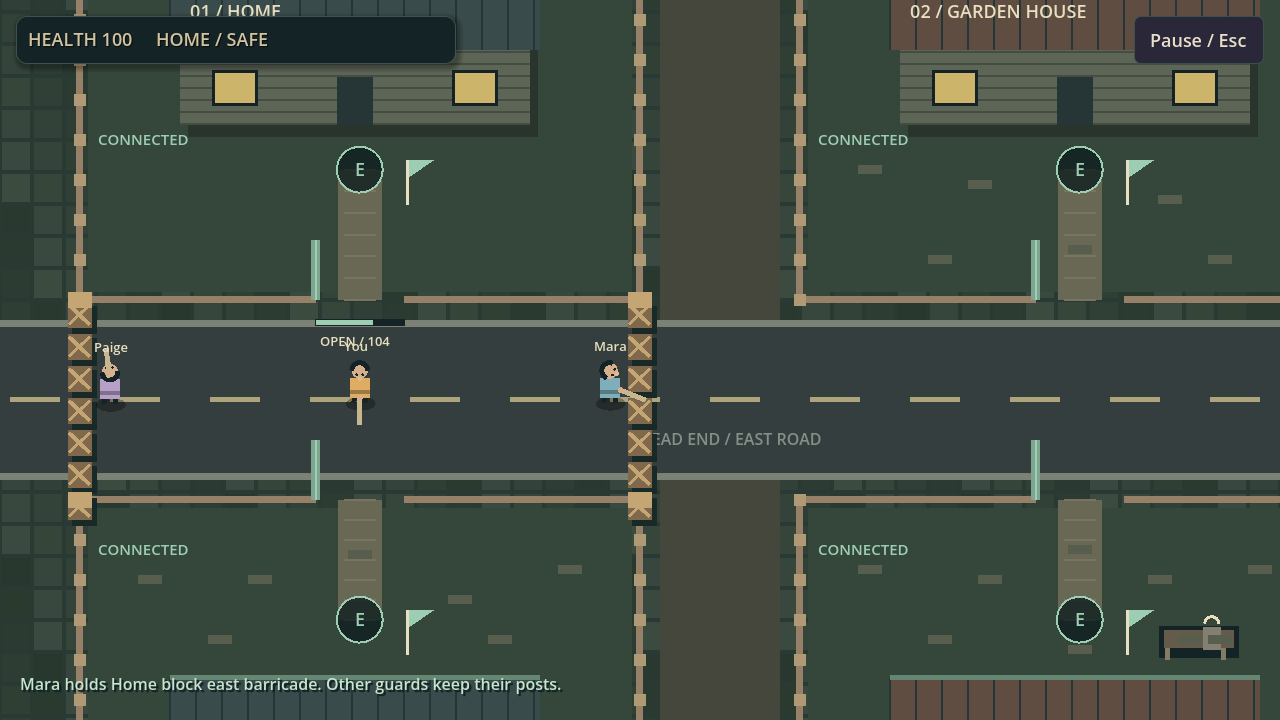 01 / HOME
02 / GARDEN HOUSE
HEALTH 100 HOME / SAFE
Pause / Esc
CONNECTED
CONNECTED
E
E
OPEN / 104
Paige
You
Mara
EAD END / EAST ROAD
CONNECTED
CONNECTED
E
E
Mara holds Home block east barricade. Other guards keep their posts.